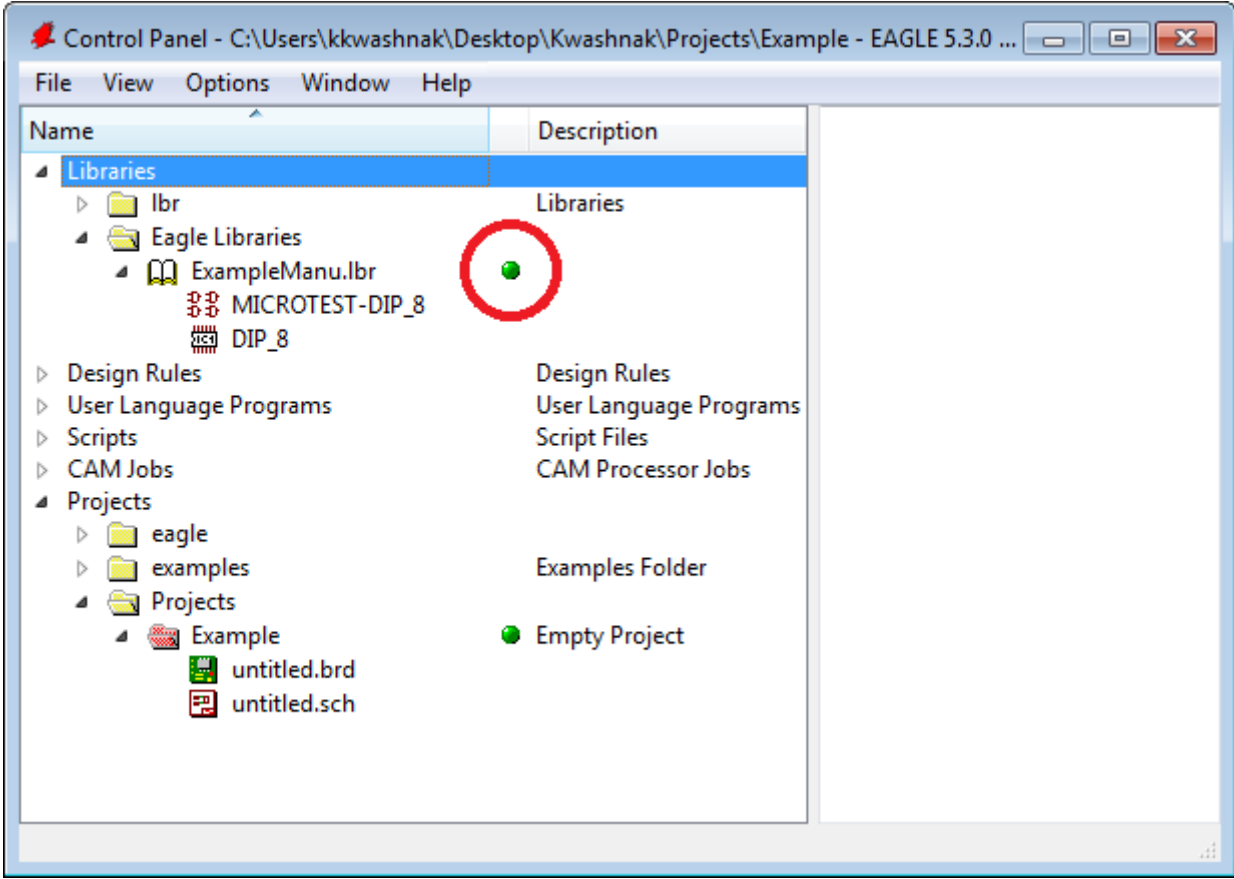 Control Panel - C:\Users\kkwashnak\Desktop\Kwashnak\Projects\Example - EAGLE 5.3.0 ...
File View Options Window Help
Name Description
Libraries
lbr Libraries
Eagle Libraries
ExampleManu.lbr
MICROTEST-DIP_8
DIP_8
Design Rules Design Rules
User Language Programs User Language Programs
Scripts Script Files
CAM Jobs CAM Processor Jobs
Projects
eagle
examples Examples Folder
Projects
Example Empty Project
untitled.brd
untitled.sch